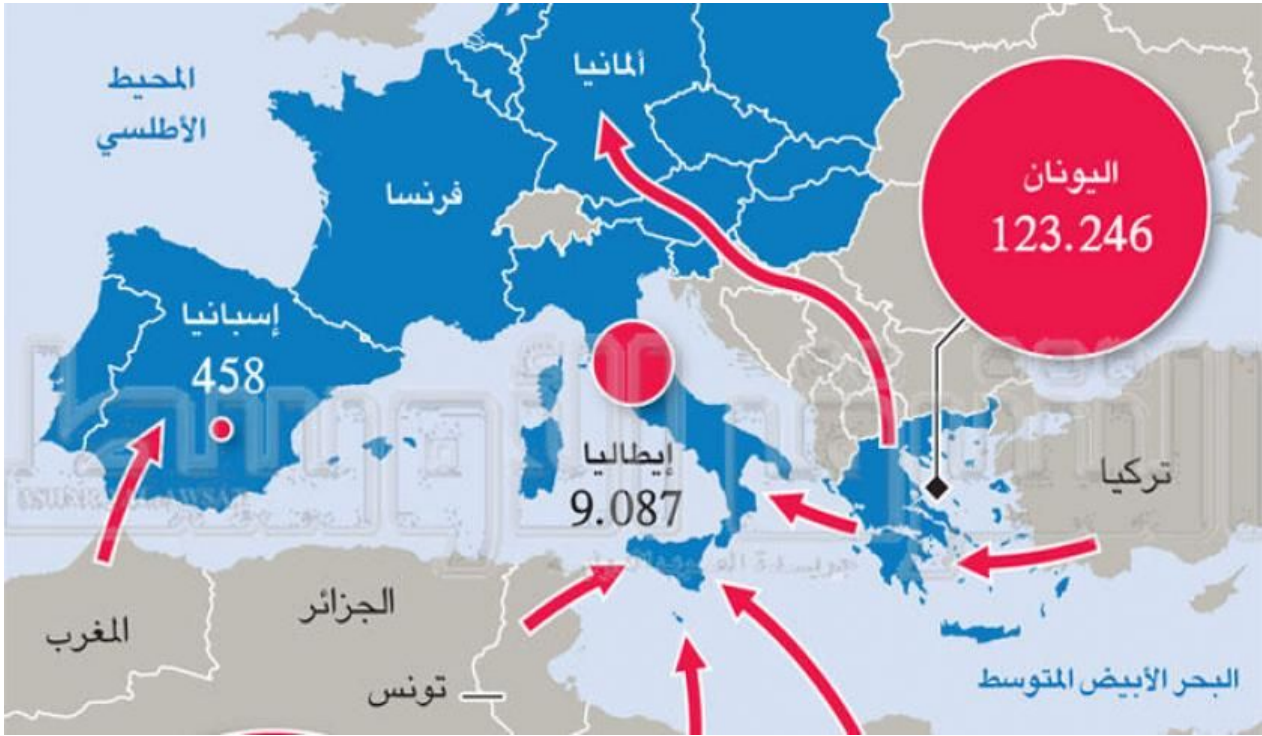 المحيط
الأطلسي
ألمانيا
فرنسا
اليونان
123.246
إسبانيا
458
إيطاليا
9.087
تركيا
المغرب
الجزائر
تونس
البحر الأبيض المتوسط